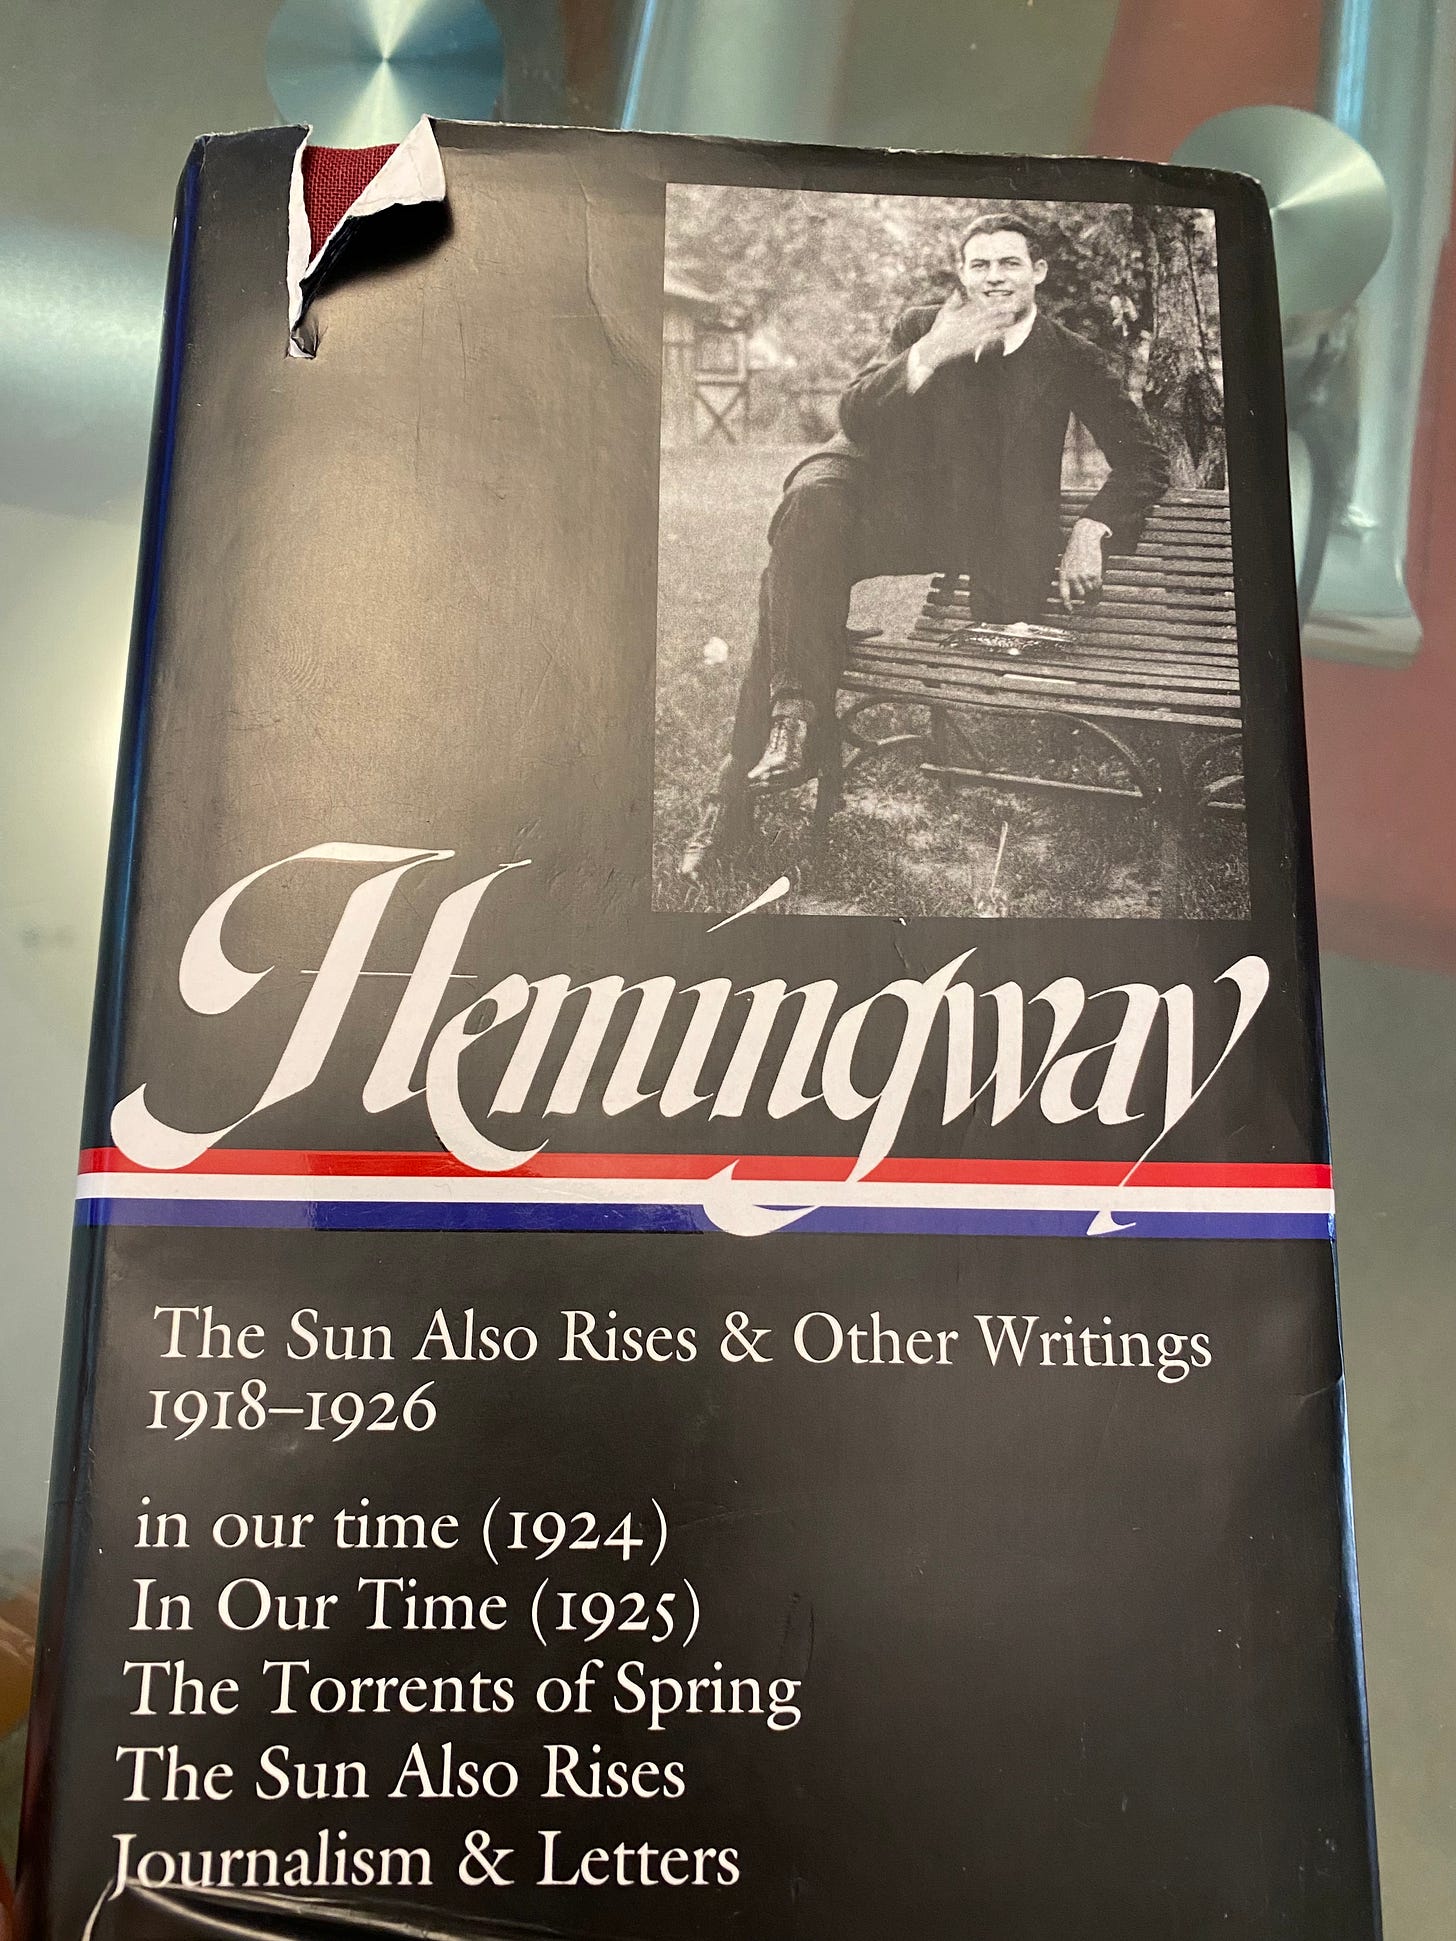 Hemingway
The Sun Also Rises & Other Writings
1918–1926
in our time (1924)
In Our Time (1925)
The Torrents of Spring
The Sun Also Rises
Journalism & Letters